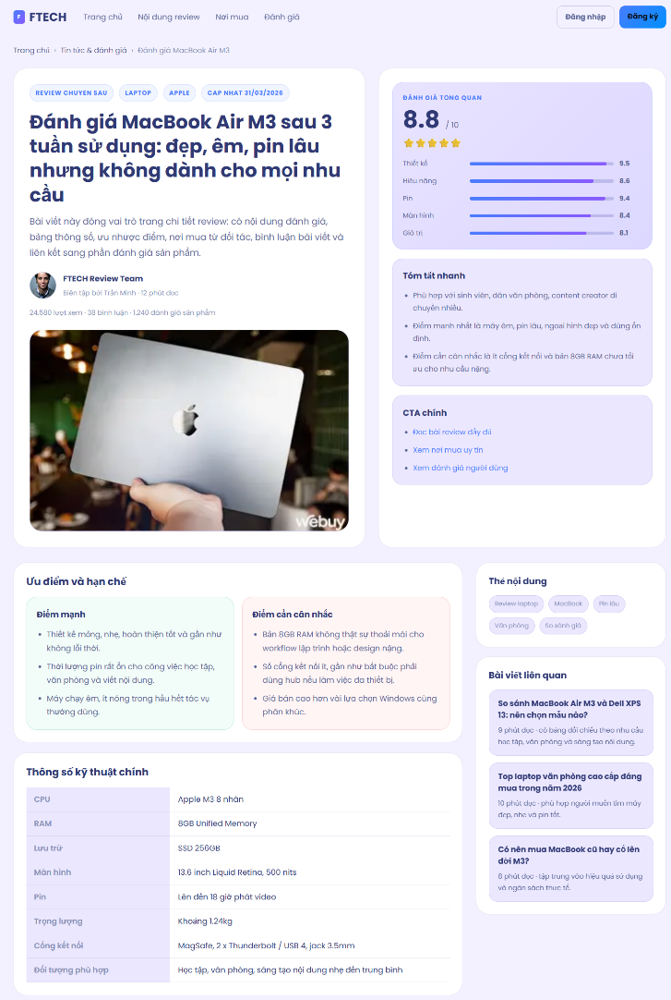 F FTECH Trang chủ Nội dung review Nơi mua Đánh giá Đăng nhập Đăng ký
Trang chủ › Tin tức & đánh giá › Đánh giá MacBook Air M3
REVIEW CHUYEN SAU LAPTOP APPLE CAP NHAT 31/03/2026
Đánh giá MacBook Air M3 sau 3
tuần sử dụng: đẹp, êm, pin lâu
nhưng không dành cho mọi nhu
cầu
Bài viết này đóng vai trò trang chi tiết review: có nội dung đánh giá,
bảng thông số, ưu nhược điểm, nơi mua từ đối tác, bình luận bài viết và
liên kết sang phần đánh giá sản phẩm.
FTECH Review Team
Biên tập bởi Trần Minh · 12 phút đọc
24.580 lượt xem · 38 bình luận · 1.240 đánh giá sản phẩm
webuy
ĐÁNH GIÁ TỔNG QUAN
8.8 / 10
Thiết kế 9.5
Hiệu năng 8.6
Pin 9.4
Màn hình 8.4
Giá trị 8.1
Tóm tắt nhanh
• Phù hợp với sinh viên, dân văn phòng, content creator di
chuyển nhiều.
• Điểm mạnh nhất là máy êm, pin lâu, ngoại hình đẹp và dùng ổn
định.
• Điểm cần cân nhắc là ít cổng kết nối và bản 8GB RAM chưa tối
ưu cho nhu cầu nặng.
CTA chính
• Đọc bài review đầy đủ
• Xem nơi mua uy tín
• Xem đánh giá người dùng
Ưu điểm và hạn chế
Điểm mạnh
• Thiết kế mỏng, nhẹ, hoàn thiện tốt và gần như
không lỗi thời.
• Thời lượng pin rất ổn cho công việc học tập,
văn phòng và viết nội dung.
• Máy chạy êm, ít nóng trong hầu hết tác vụ
thường dùng.
Điểm cần cân nhắc
• Bản 8GB RAM không thật sự thoải mái cho
workflow lập trình hoặc design nặng.
• Số cổng kết nối ít, gần như bắt buộc phải
dùng hub nếu làm việc đa thiết bị.
• Giá bán cao hơn vài lựa chọn Windows cùng
phân khúc.
Thông số kỹ thuật chính
CPU Apple M3 8 nhân
RAM 8GB Unified Memory
Lưu trữ SSD 256GB
Màn hình 13.6 inch Liquid Retina, 500 nits
Pin Lên đến 18 giờ phát video
Trọng lượng Khoảng 1.24kg
Cổng kết nối MagSafe, 2 x Thunderbolt / USB 4, jack 3.5mm
Đối tượng phù hợp Học tập, văn phòng, sáng tạo nội dung nhẹ đến trung bình
Thẻ nội dung
Review laptop MacBook Pin lâu
Văn phòng So sánh giá
Bài viết liên quan
So sánh MacBook Air M3 và Dell XPS
13: nên chọn mẫu nào?
9 phút đọc · có bảng đối chiếu theo nhu cầu
học tập, văn phòng và sáng tạo nội dung.
Top laptop văn phòng cao cấp đáng
mua trong năm 2026
10 phút đọc · phù hợp người muốn tìm máy
đẹp, nhẹ và pin tốt.
Có nên mua MacBook cũ hay cố lên
đời M3?
8 phút đọc · tập trung vào hiệu quả sử dụng
và ngân sách thực tế.